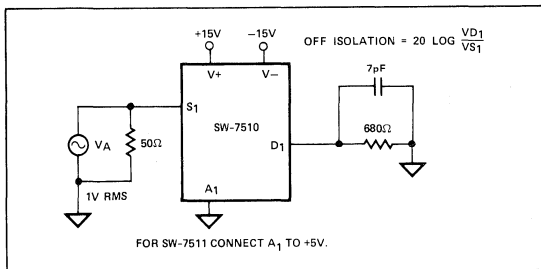 +15V
-15V
OFF ISOLATION = 20 LOG VD1
VS1
V+
V−
7pF
S1
SW-7510
680Ω
VA
50Ω
D1
1V RMS
A1
FOR SW-7511 CONNECT A1 TO +5V.